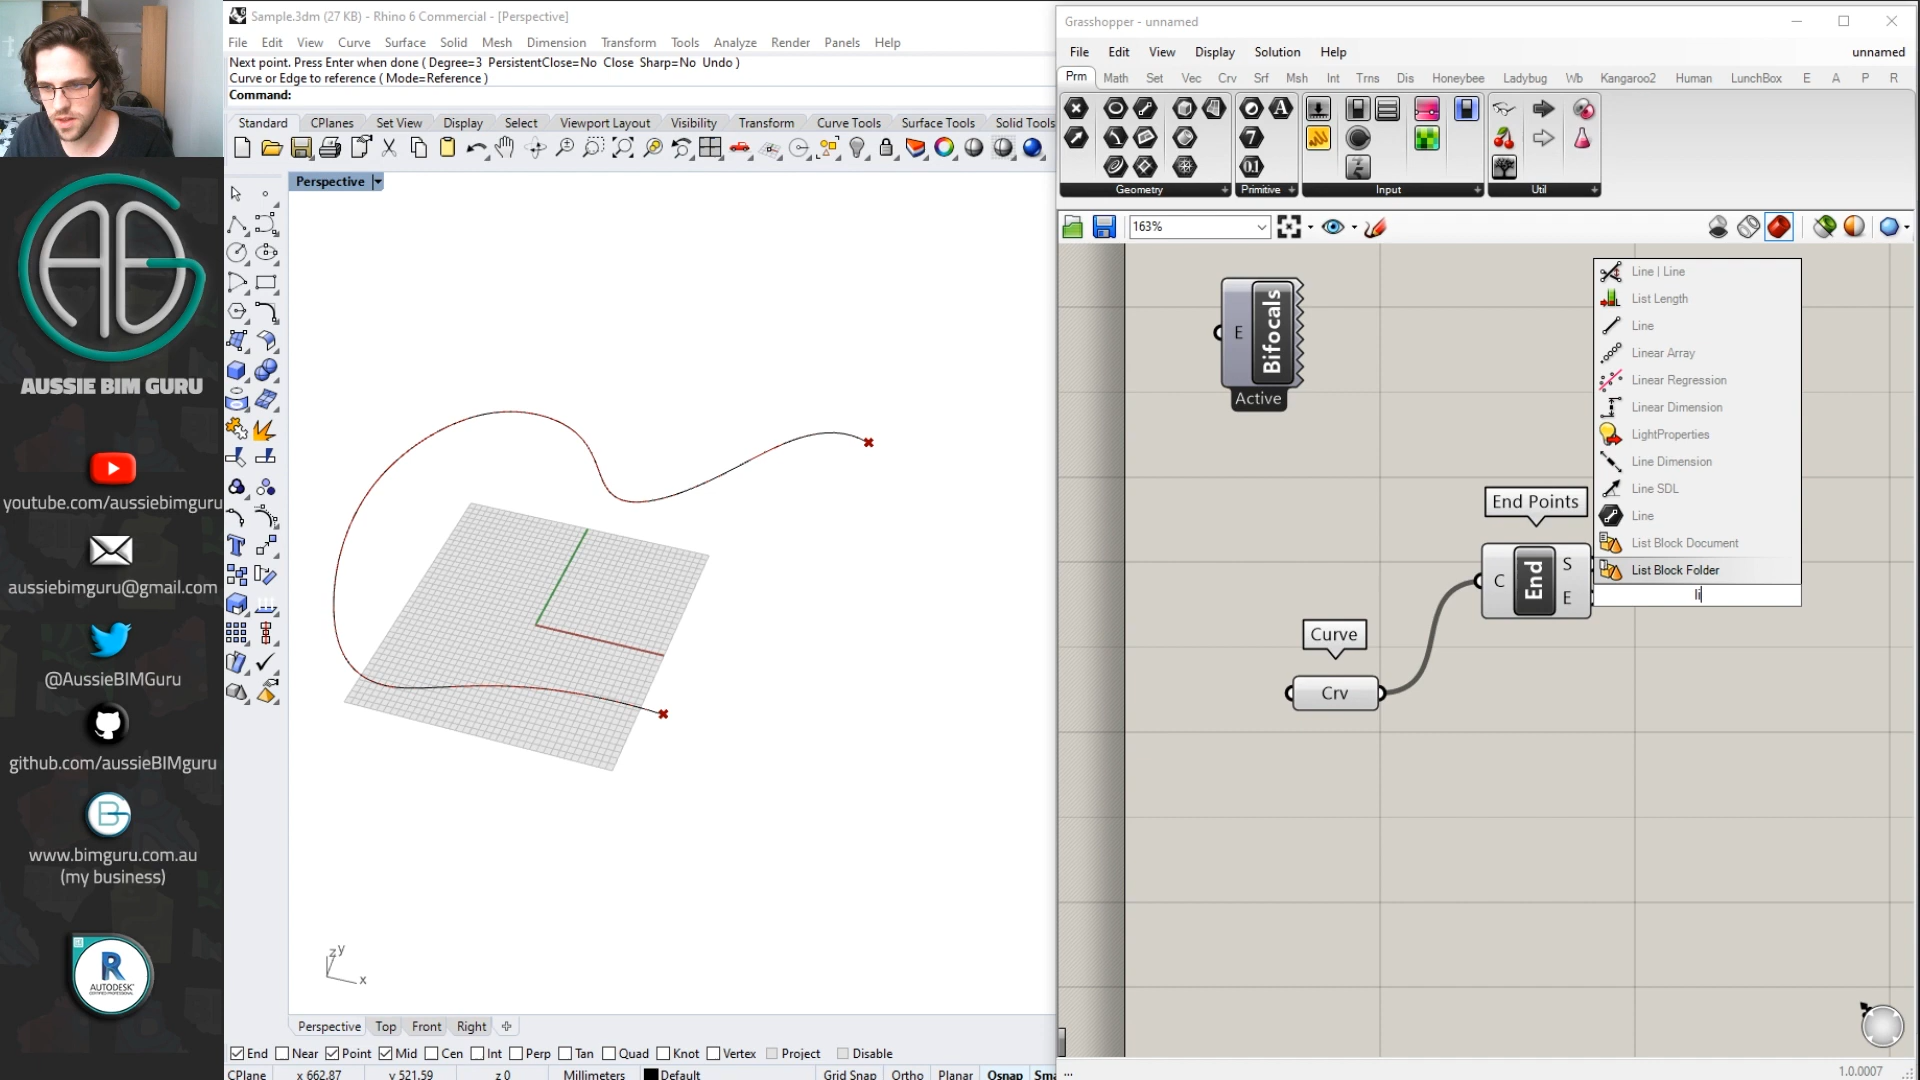 Sample.3dm (27 KB) - Rhino 6 Commercial - [Perspective]
File Edit View Curve Surface Solid Mesh Dimension Transform Tools Analyze Render Panels Help
Next point. Press Enter when done ( Degree=3 PersistentClose=No Close Sharp=No Undo )
Curve or Edge to reference ( Mode=Reference )
Command:
Standard CPlanes Set View Display Select Viewport Layout Visibility Transform Curve Tools Surface Tools Solid Tools
Perspective
AUSSIE BIM GURU
youtube.com/aussiebimguru
aussiebimguru@gmail.com
@AussieBIMGuru
github.com/aussieBIMguru
www.bimguru.com.au
(my business)
R
AUTODESK
z y
x
Perspective Top Front Right
End Near Point Mid Cen Int Perp Tan Quad Knot Vertex Project Disable
CPlane x 662.87 y 521.59 z 0 Millimeters Default Grid Snap Ortho Planar Osnap Sma
Grasshopper - unnamed
File Edit View Display Solution Help unnamed
Prm Math Set Vec Crv Srf Msh Int Trns Dis Honeybee Ladybug Wb Kangaroo2 Human LunchBox E A P R
Geometry Primitive Input Util
163%
E Bifocals
Active
Line | Line
List Length
Line
Linear Array
Linear Regression
Linear Dimension
LightProperties
Line Dimension
Line SDL
Line
List Block Document
List Block Folder
li
End Points
C End S E
Curve
Crv
... 1.0.0007